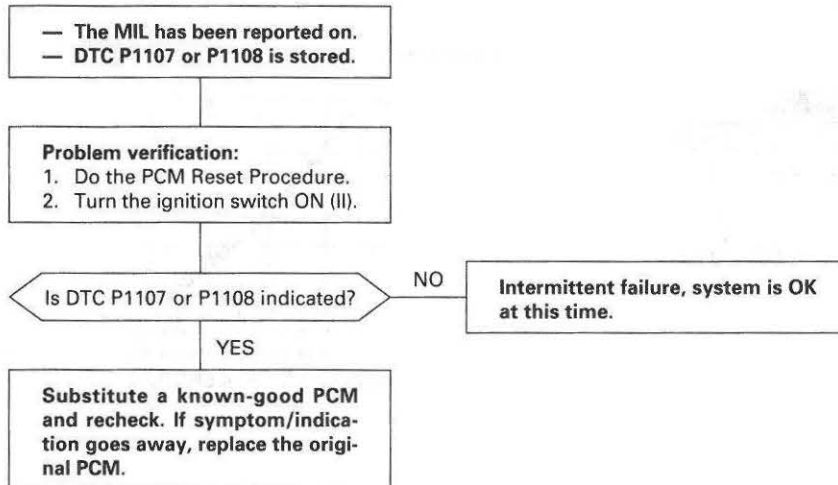 — The MIL has been reported on.
— DTC P1107 or P1108 is stored.
Problem verification:
1. Do the PCM Reset Procedure.
2. Turn the ignition switch ON (II).
Is DTC P1107 or P1108 indicated?
NO
Intermittent failure, system is OK
at this time.
YES
Substitute a known-good PCM
and recheck. If symptom/indica-
tion goes away, replace the origi-
nal PCM.